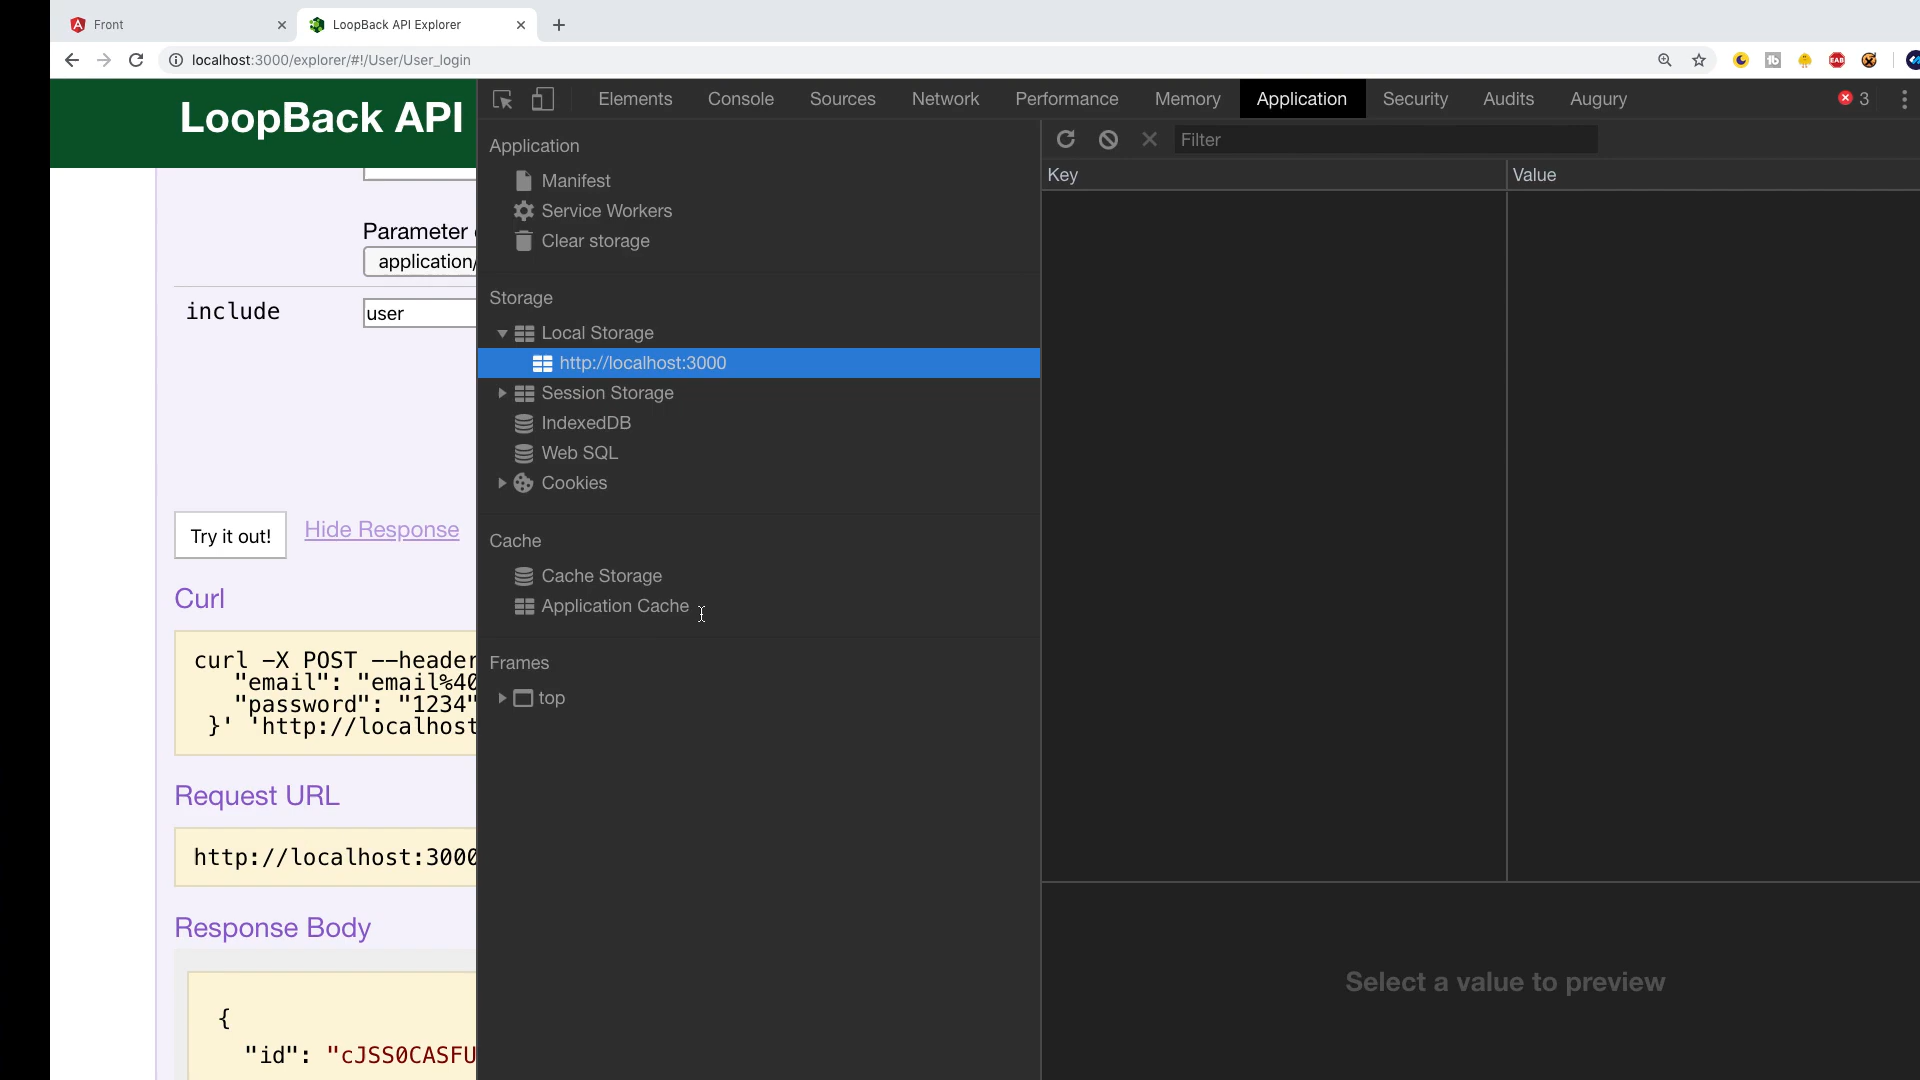 Front
LoopBack API Explorer
localhost:3000/explorer/#!/User/User_login
LoopBack API
Parameter
application/
include
user
Try it out!
Hide Response
Curl
curl -X POST --header
"email": "email%40
"password": "1234"
}' 'http://localhost
Request URL
http://localhost:3000
Response Body
{
"id": "cJSS0CASFU
Elements
Console
Sources
Network
Performance
Memory
Application
Security
Audits
Augury
3
Application
Manifest
Service Workers
Clear storage
Storage
Local Storage
http://localhost:3000
Session Storage
IndexedDB
Web SQL
Cookies
Cache
Cache Storage
Application Cache
Frames
top
Filter
Key
Value
Select a value to preview